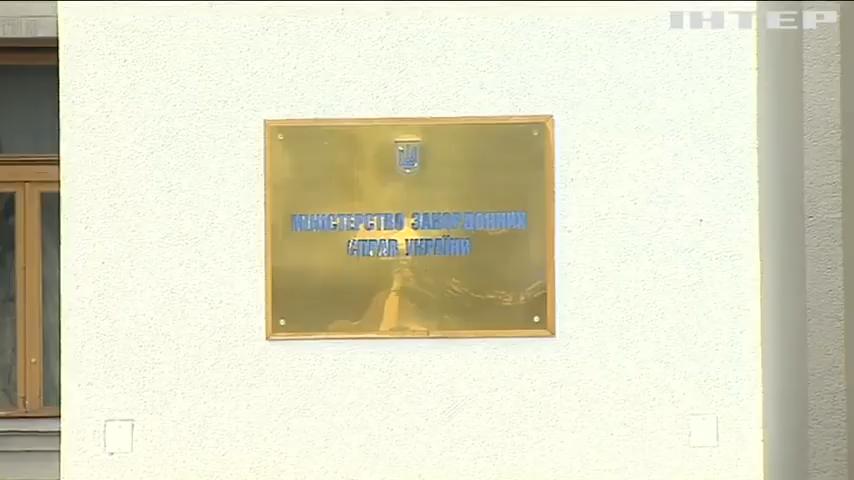 ІНТЕР
МІНІСТЕРСТВО ЗАКОРДОННИХ
СПРАВ УКРАЇНИ